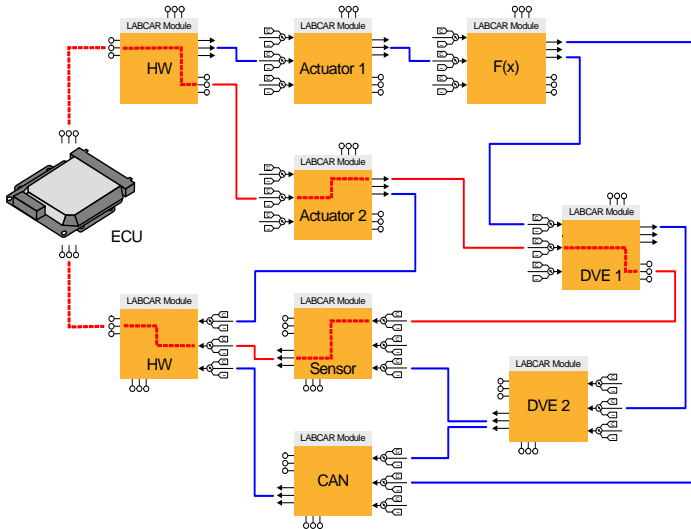 LABCAR Module
HW
LABCAR Module
Actuator 1
LABCAR Module
F(x)
LABCAR Module
Actuator 2
ECU
LABCAR Module
DVE 1
LABCAR Module
HW
LABCAR Module
Sensor
LABCAR Module
DVE 2
LABCAR Module
CAN